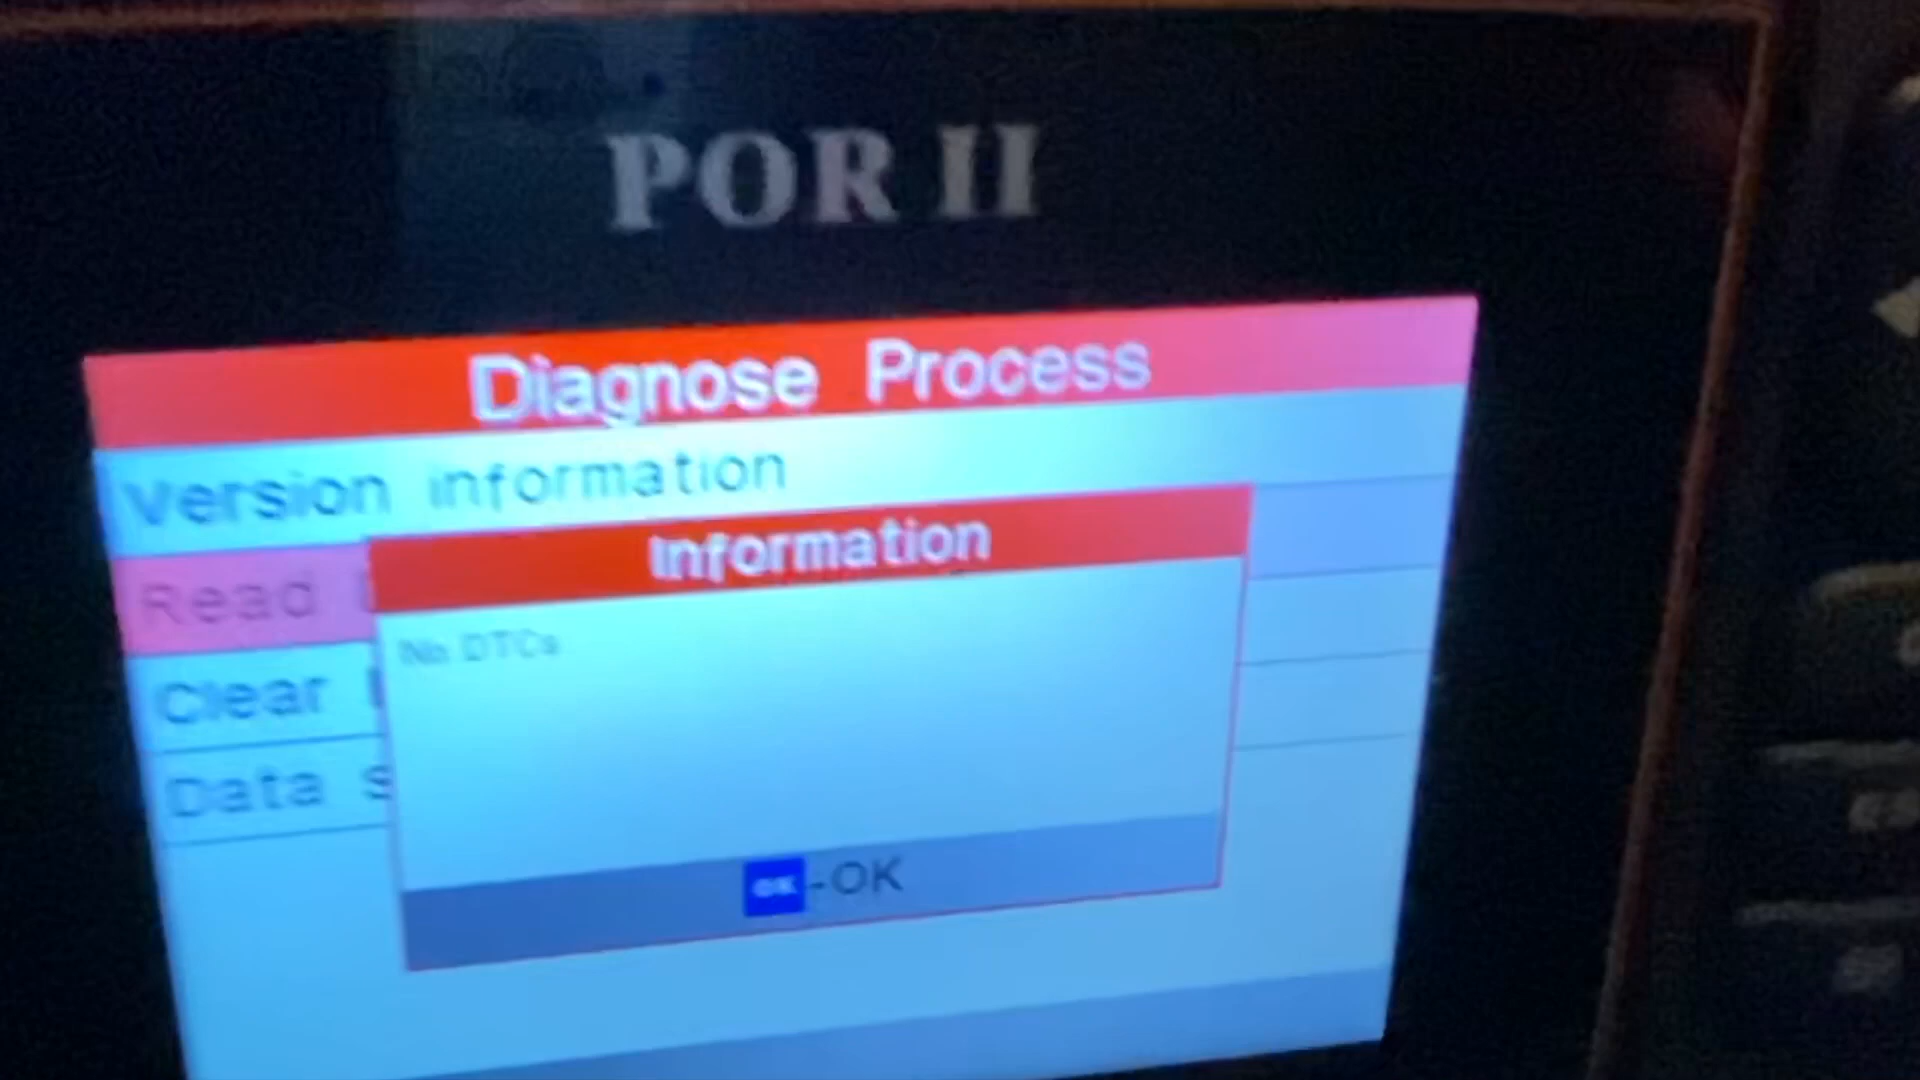 POR II
Diagnose Process
Version information
Information
Read
No DTCs
Clear
Data s
OK-OK